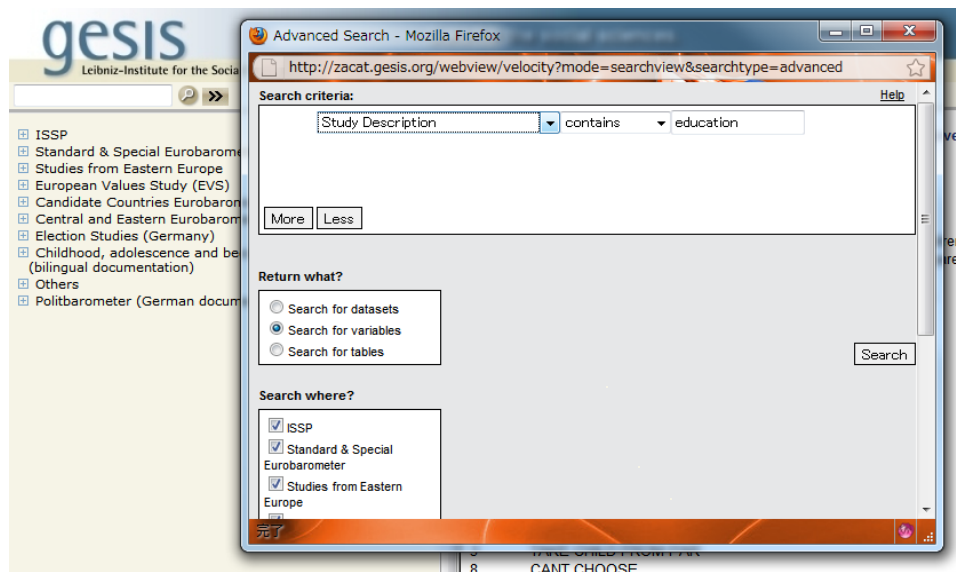 gesis
Leibniz-Institute for the Socia
ISSP
Standard & Special Eurobarome
Studies from Eastern Europe
European Values Study (EVS)
Candidate Countries Eurobaron
Central and Eastern Eurobarom
Election Studies (Germany)
Childhood, adolescence and be
(bilingual documentation)
Others
Politbarometer (German docum
Advanced Search - Mozilla Firefox
http://zacat.gesis.org/webview/velocity?mode=searchview&searchtype=advanced
Search criteria:
Help
Study Description contains education
More Less
Return what?
Search for datasets
Search for variables
Search for tables
Search
Search where?
ISSP
Standard & Special
Eurobarometer
Studies from Eastern
Europe
完了
8 CANT CHOOSE